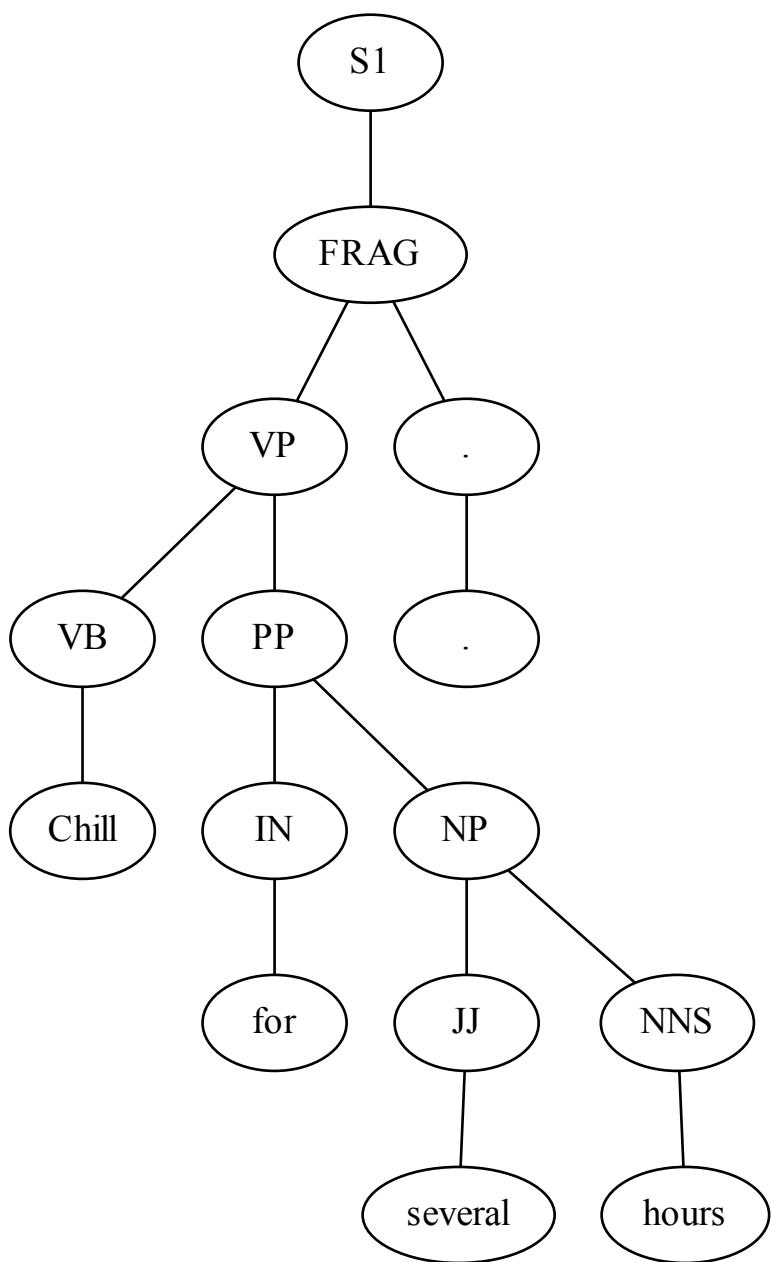 S1
FRAG
VP .
VB PP .
Chill IN NP
for JJ NNS
several hours